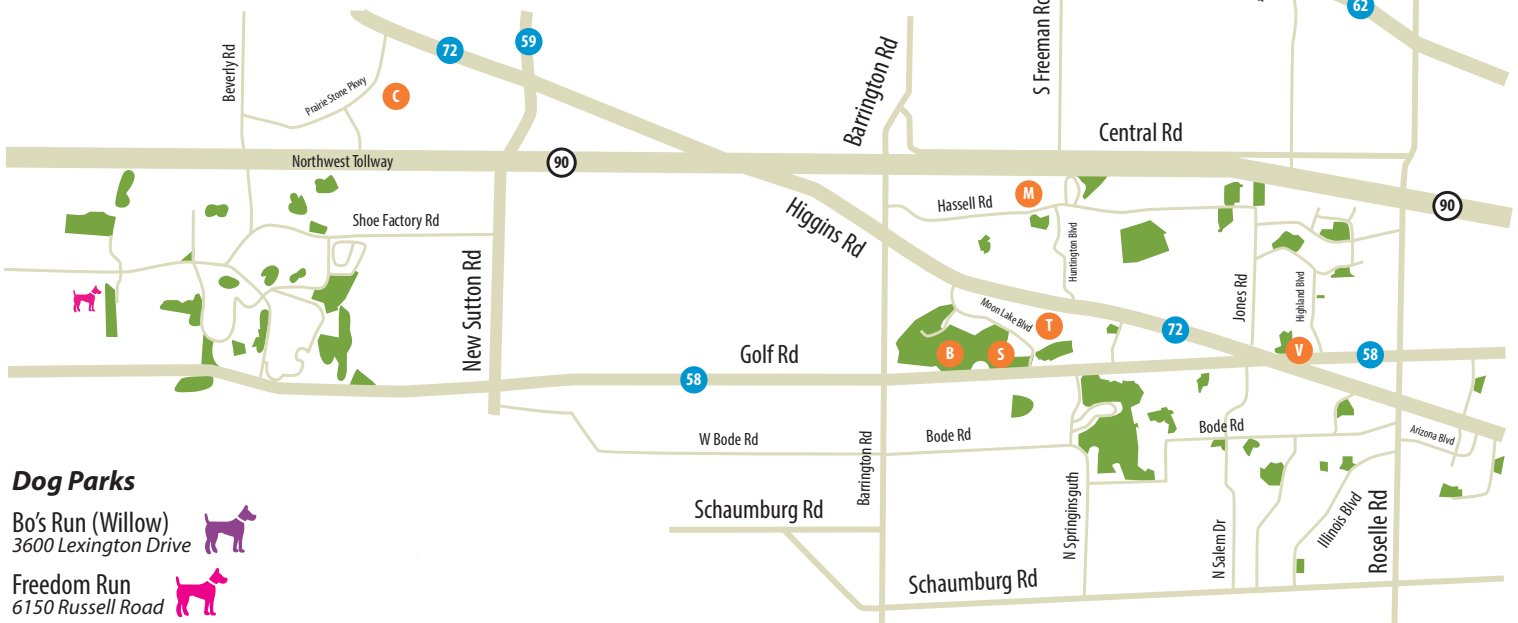 62
S Freeman Rd
59
72
Barrington Rd
Beverly Rd
Prairie Stone Pkwy
C
Central Rd
Northwest Tollway
90
M
Hassell Rd
90
Higgins Rd
Shoe Factory Rd
Huntington Blvd
New Sutton Rd
Jones Rd
Highland Blvd
Moon Lake Blvd
T
72
B
S
V
58
Golf Rd
58
Bode Rd
Arizona Blvd
W Bode Rd
Bode Rd
Barrington Rd
Dog Parks
Bo's Run (Willow)
3600 Lexington Drive
Freedom Run
6150 Russell Road
Schaumburg Rd
N Springinsguth
N Salem Dr
Illinois Blvd
Roselle Rd
Schaumburg Rd